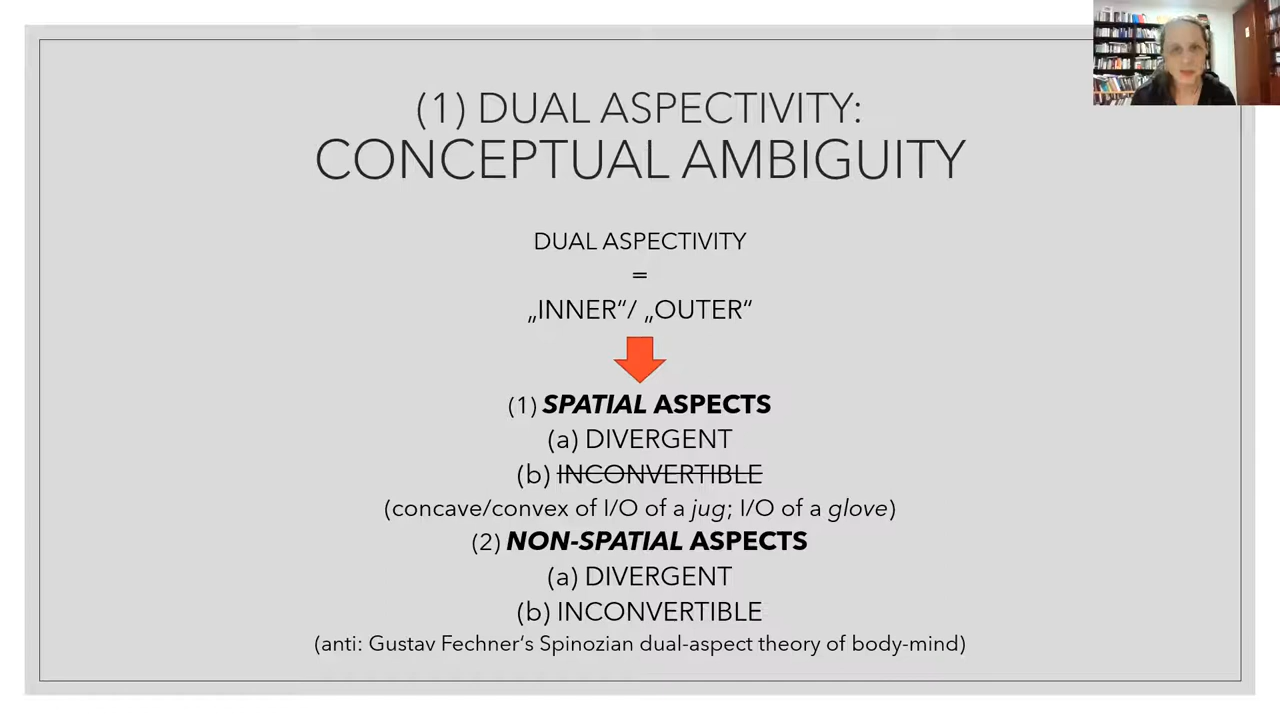 (1) DUAL ASPECTIVITY:
CONCEPTUAL AMBIGUITY
DUAL ASPECTIVITY
=
„INNER“/ „OUTER“
(1) SPATIAL ASPECTS
(a) DIVERGENT
(b) INCONVERTIBLE
(concave/convex of I/O of a jug; I/O of a glove)
(2) NON-SPATIAL ASPECTS
(a) DIVERGENT
(b) INCONVERTIBLE
(anti: Gustav Fechner‘s Spinozian dual-aspect theory of body-mind)